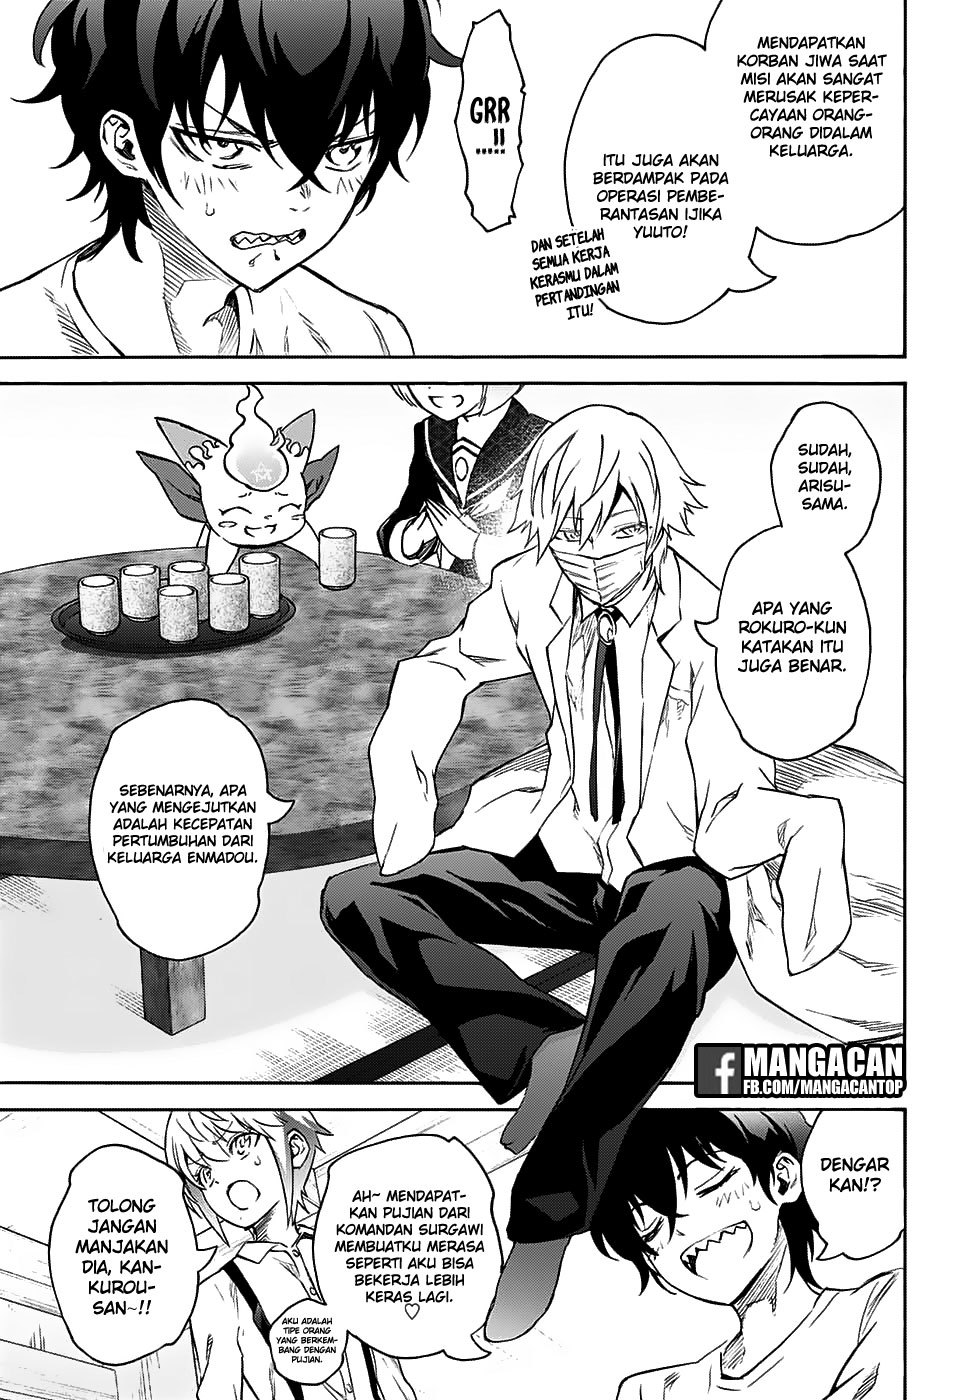 MENDAPATKAN
KORBAN JIWA SAAT
MISI AKAN SANGAT
MERUSAK KEPER-
CAYAAN ORANG-
ORANG DIDALAM
KELUARGA.
ITU JUGA AKAN
BERDAMPAK PADA
OPERASI PEMBE-
RANTASAN IJIKA
YUUTO!
DAN SETELAH
SEMUA KERJA
KERASMU DALAM
PERTANDINGAN
ITU!
GRR
.....!!
SUDAH,
SUDAH,
ARISU-
SAMA.
APA YANG
ROKURO-KUN
KATAKAN ITU
JUGA BENAR.
SEBENARNYA, APA
YANG MENGEJUTKAN
ADALAH KECEPATAN
PERTUMBUHAN DARI
KELUARGA ENMADOU.
f MANGACAN
FB.COM/MANGACANTOP
DENGAR
KAN!?
AH~ MENDAPAT-
KAN PUJIAN DARI
KOMANDAN SURGAWI
MEMBUATKU MERASA
SEPERTI AKU BISA
BEKERJA LEBIH
KERAS LAGI.
♡
AKU ADALAH
TIPE ORANG
YANG BERKEM-
BANG DENGAN
PUJIAN.
TOLONG
JANGAN
MANJAKAN
DIA, KAN-
KUROU-
SAN~!!